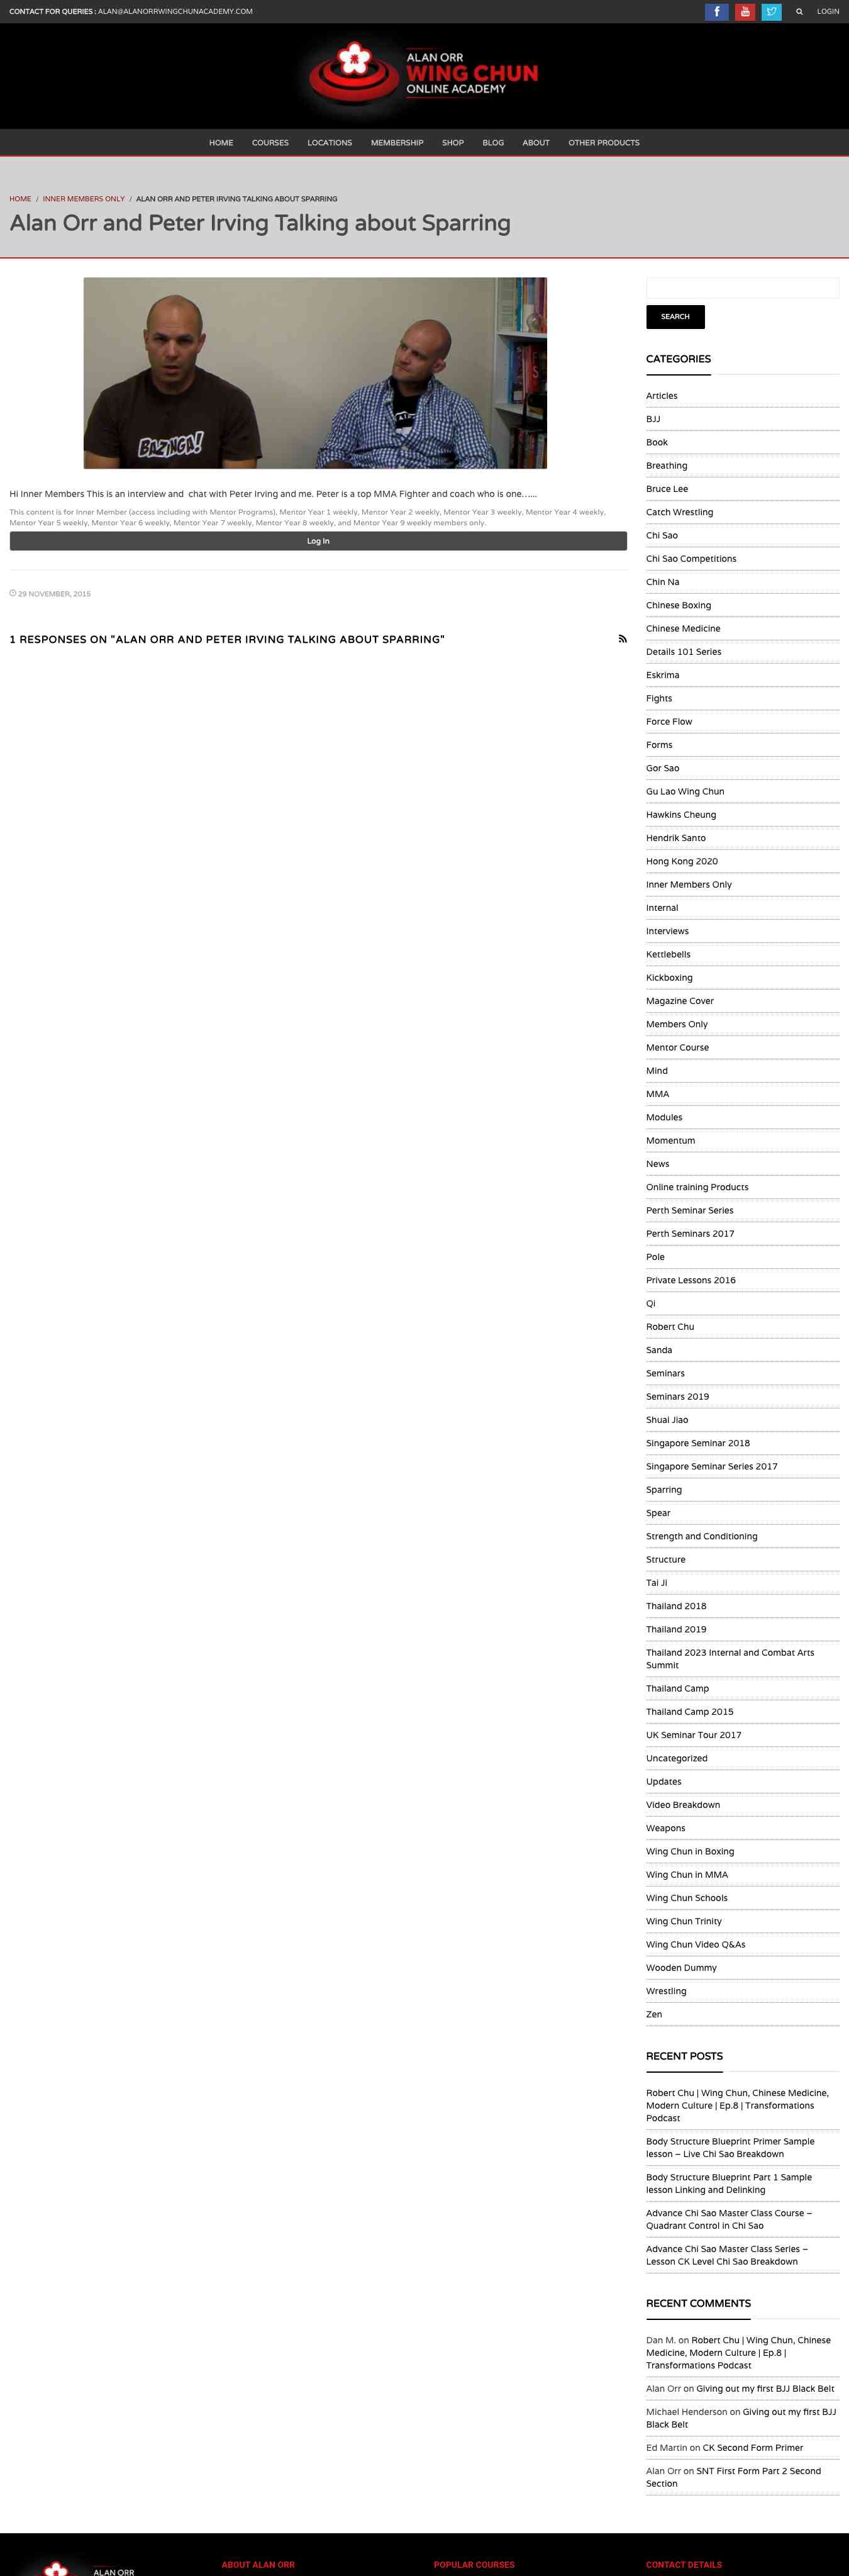 CONTACT FOR QUERIES : ALAN@ALANORRWINGCHUNACADEMY.COM
You
LOGIN
ALAN ORR
WING CHUN
ONLINE ACADEMY
HOME COURSES LOCATIONS MEMBERSHIP SHOP BLOG ABOUT OTHER PRODUCTS
HOME / INNER MEMBERS ONLY / ALAN ORR AND PETER IRVING TALKING ABOUT SPARRING
Alan Orr and Peter Irving Talking about Sparring
BAZINGA!
Hi Inner Members This is an interview and  chat with Peter Irving and me. Peter is a top MMA Fighter and coach who is one…...
This content is for Inner Member (access including with Mentor Programs), Mentor Year 1 weekly, Mentor Year 2 weekly, Mentor Year 3 weekly, Mentor Year 4 weekly,
Mentor Year 5 weekly, Mentor Year 6 weekly, Mentor Year 7 weekly, Mentor Year 8 weekly, and Mentor Year 9 weekly members only.
Log In
29 NOVEMBER, 2015
1 RESPONSES ON "ALAN ORR AND PETER IRVING TALKING ABOUT SPARRING"
SEARCH
CATEGORIES
Articles
BJJ
Book
Breathing
Bruce Lee
Catch Wrestling
Chi Sao
Chi Sao Competitions
Chin Na
Chinese Boxing
Chinese Medicine
Details 101 Series
Eskrima
Fights
Force Flow
Forms
Gor Sao
Gu Lao Wing Chun
Hawkins Cheung
Hendrik Santo
Hong Kong 2020
Inner Members Only
Internal
Interviews
Kettlebells
Kickboxing
Magazine Cover
Members Only
Mentor Course
Mind
MMA
Modules
Momentum
News
Online training Products
Perth Seminar Series
Perth Seminars 2017
Pole
Private Lessons 2016
Qi
Robert Chu
Sanda
Seminars
Seminars 2019
Shuai Jiao
Singapore Seminar 2018
Singapore Seminar Series 2017
Sparring
Spear
Strength and Conditioning
Structure
Tai Ji
Thailand 2018
Thailand 2019
Thailand 2023 Internal and Combat Arts
Summit
Thailand Camp
Thailand Camp 2015
UK Seminar Tour 2017
Uncategorized
Updates
Video Breakdown
Weapons
Wing Chun in Boxing
Wing Chun in MMA
Wing Chun Schools
Wing Chun Trinity
Wing Chun Video Q&As
Wooden Dummy
Wrestling
Zen
RECENT POSTS
Robert Chu | Wing Chun, Chinese Medicine,
Modern Culture | Ep.8 | Transformations
Podcast
Body Structure Blueprint Primer Sample
lesson – Live Chi Sao Breakdown
Body Structure Blueprint Part 1 Sample
lesson Linking and Delinking
Advance Chi Sao Master Class Course –
Quadrant Control in Chi Sao
Advance Chi Sao Master Class Series –
Lesson CK Level Chi Sao Breakdown
RECENT COMMENTS
Dan M. on Robert Chu | Wing Chun, Chinese
Medicine, Modern Culture | Ep.8 |
Transformations Podcast
Alan Orr on Giving out my first BJJ Black Belt
Michael Henderson on Giving out my first BJJ
Black Belt
Ed Martin on CK Second Form Primer
Alan Orr on SNT First Form Part 2 Second
Section
ALAN ORR
ABOUT ALAN ORR
POPULAR COURSES
CONTACT DETAILS